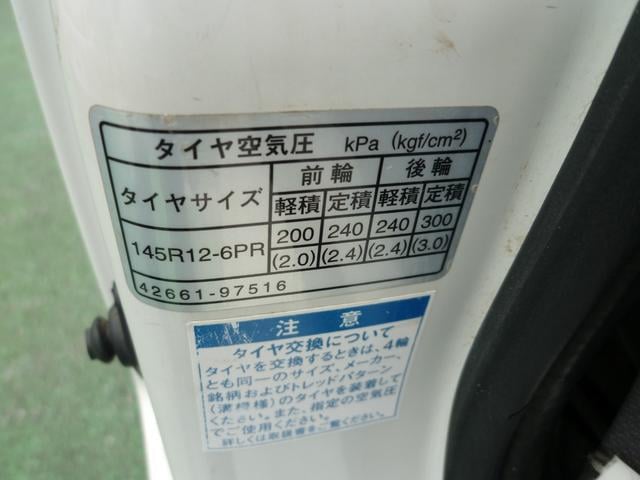 タイヤ空気圧 kPa (kgf/cm²)
タイヤサイズ 前輪 後輪
軽積 定積 軽積 定積
145R12-6PR 200 240 240 300
(2.0) (2.4) (2.4) (3.0)
42661-97516
注意
タイヤ交換について
タイヤを交換するときは、4輪
とも同一のサイズ、メーカー、
銘柄およびトレッドパターン
(溝模様)のタイヤを装着して
ください。また、指定の空気圧
でご使用ください。
詳しくは取扱書をご覧ください。